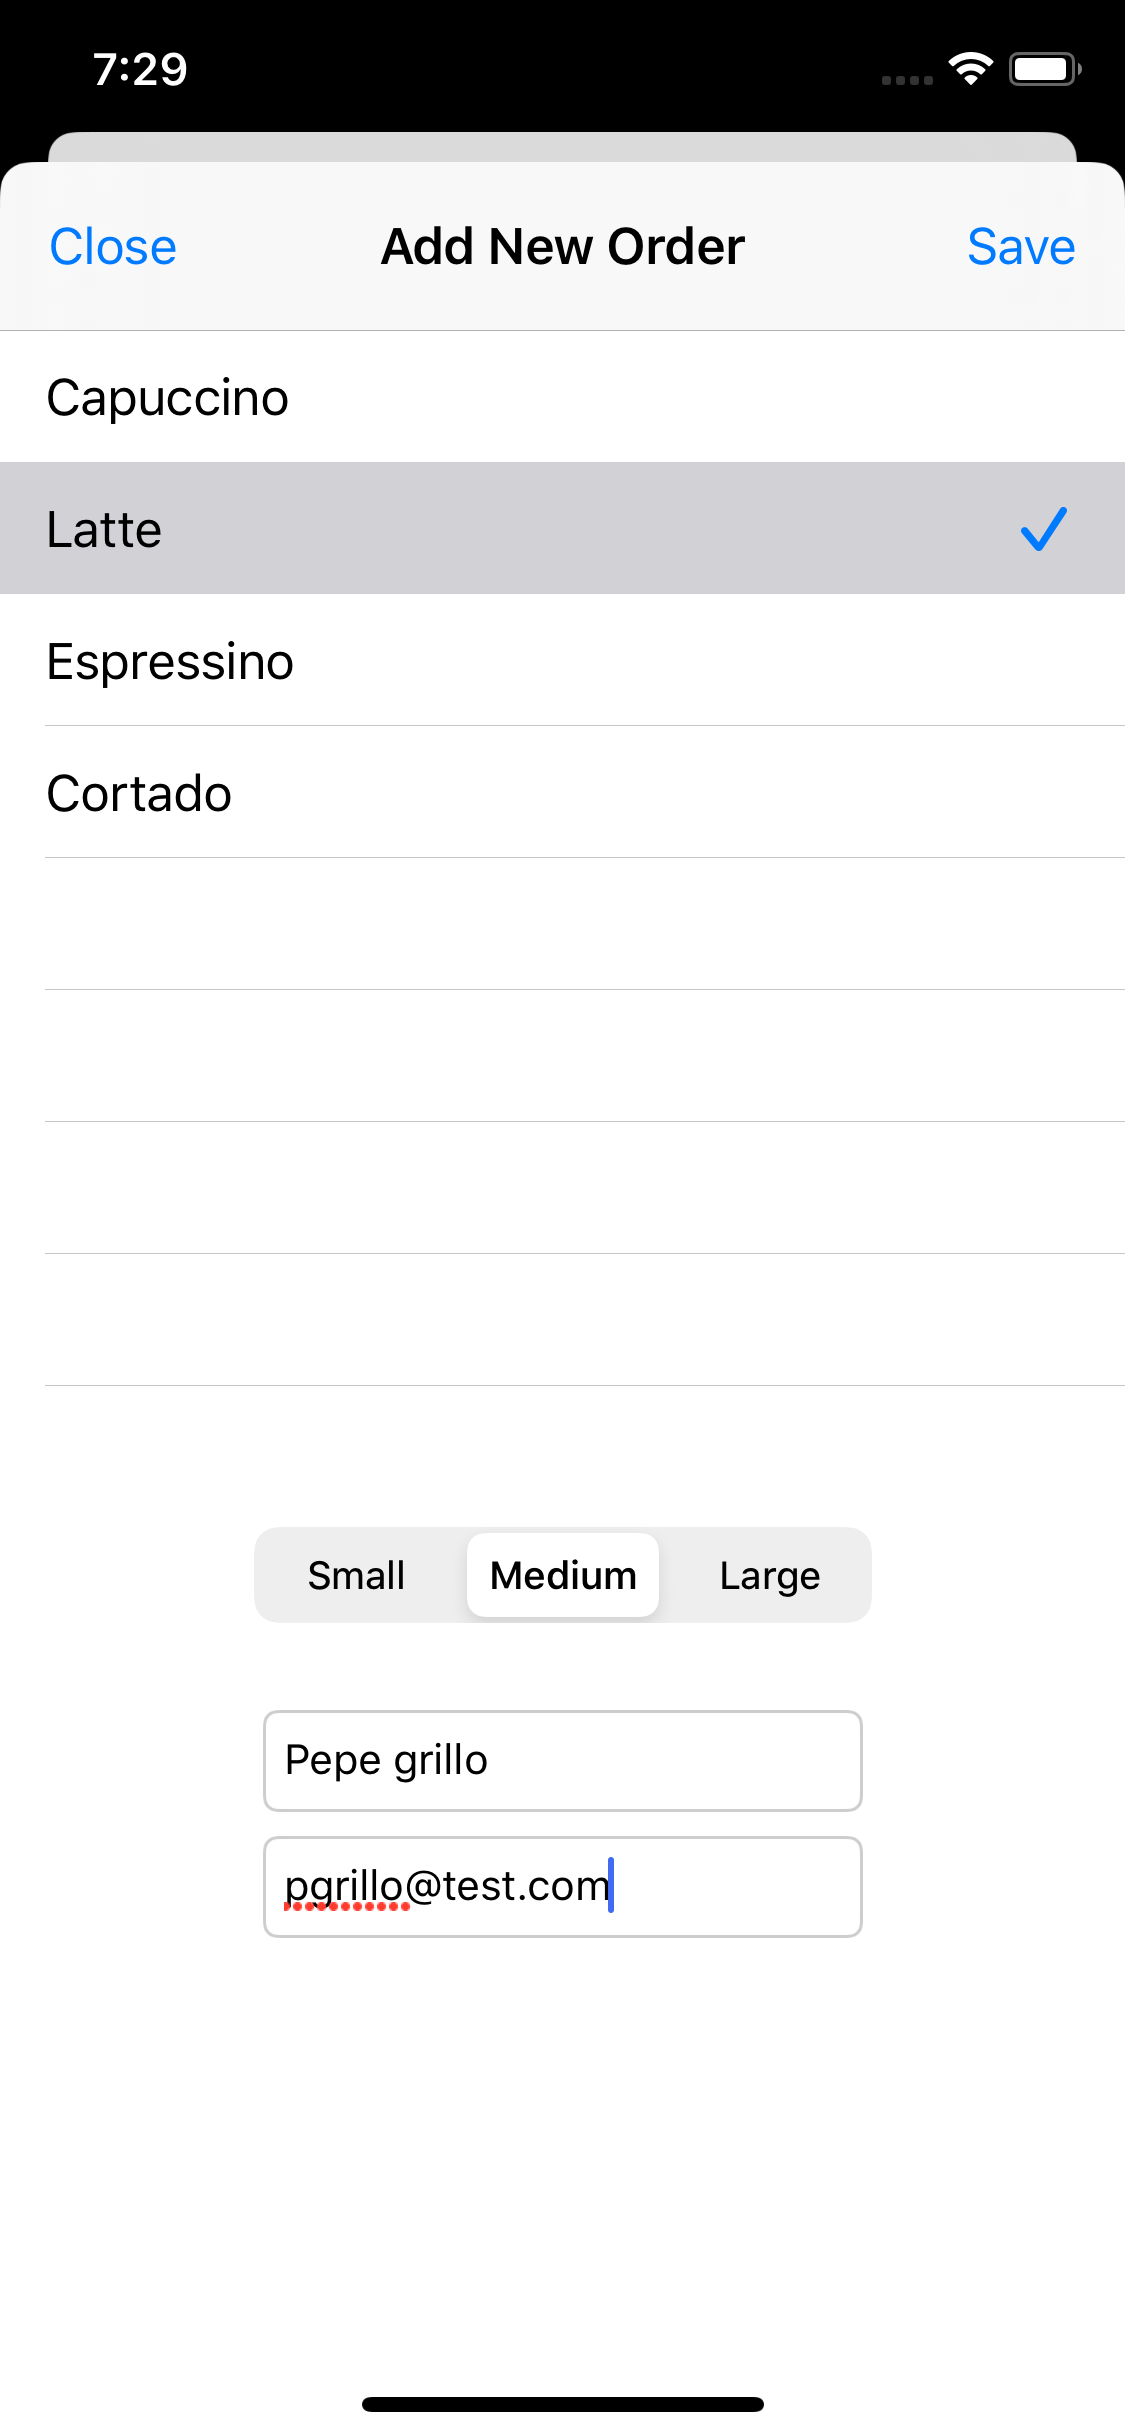 7:29
Close Add New Order Save
Capuccino
Latte
Espressino
Cortado
Small Medium Large
Pepe grillo
pgrillo@test.com